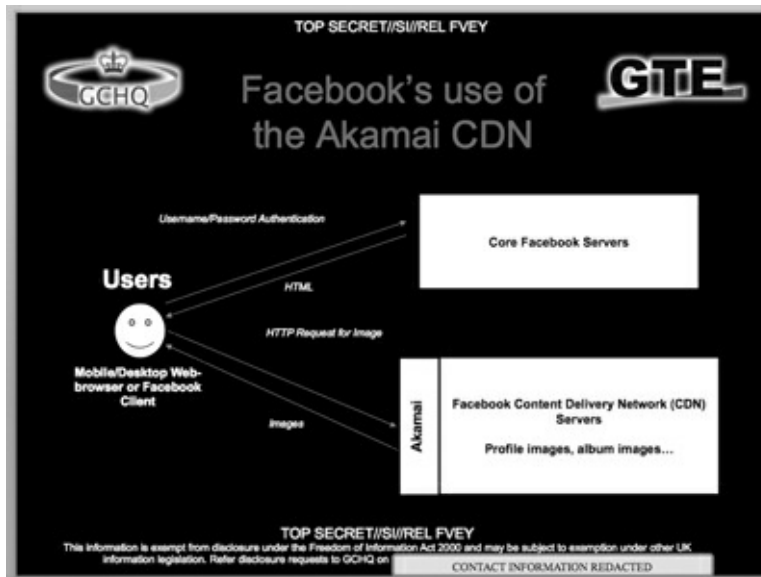 TOP SECRET//SI//REL FVEY
GCHQ
GTE
Facebook's use of
the Akamai CDN
Username/Password Authentication
Core Facebook Servers
Users
HTML
HTTP Request for Image
Mobile/Desktop Web-
browser or Facebook
Client
Images
Akamai
Facebook Content Delivery Network (CDN)
Servers
Profile images, album images...
TOP SECRET//SI//REL FVEY
This information is exempt from disclosure under the Freedom of Information Act 2000 and may be subject to exemption under other UK
information legislation. Refer disclosure requests to GCHQ on
CONTACT INFORMATION REDACTED